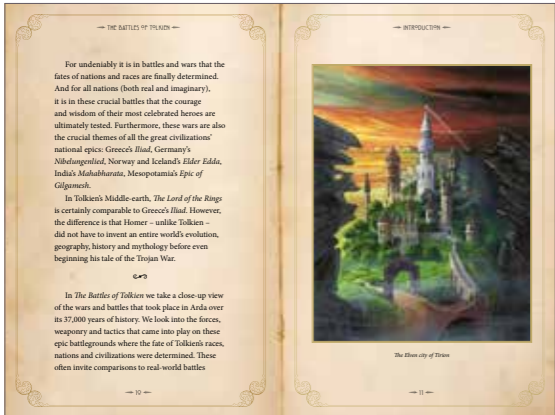 THE BATTLES OF TOLKIEN
For undeniably it is in battles and wars that the
fates of nations and races are finally determined.
And for all nations (both real and imaginary),
it is in these crucial battles that the courage
and wisdom of their most celebrated heroes are
ultimately tested. Furthermore, these wars are also
the crucial themes of all the great civilizations'
national epics: Greece's Iliad, Germany's
Nibelungenlied, Norway and Iceland's Elder Edda,
India's Mahabharata, Mesopotamia's Epic of
Gilgamesh.
In Tolkien's Middle-earth, The Lord of the Rings
is certainly comparable to Greece's Iliad. However,
the difference is that Homer – unlike Tolkien –
did not have to invent an entire world's evolution,
geography, history and mythology before even
beginning his tale of the Trojan War.
In The Battles of Tolkien we take a close-up view
of the wars and battles that took place in Arda over
its 37,000 years of history. We look into the forces,
weaponry and tactics that came into play on these
epic battlegrounds where the fate of Tolkien's races,
nations and civilizations were determined. These
often invite comparisons to real-world battles
10
INTRODUCTION
The Elven city of Tirion
11